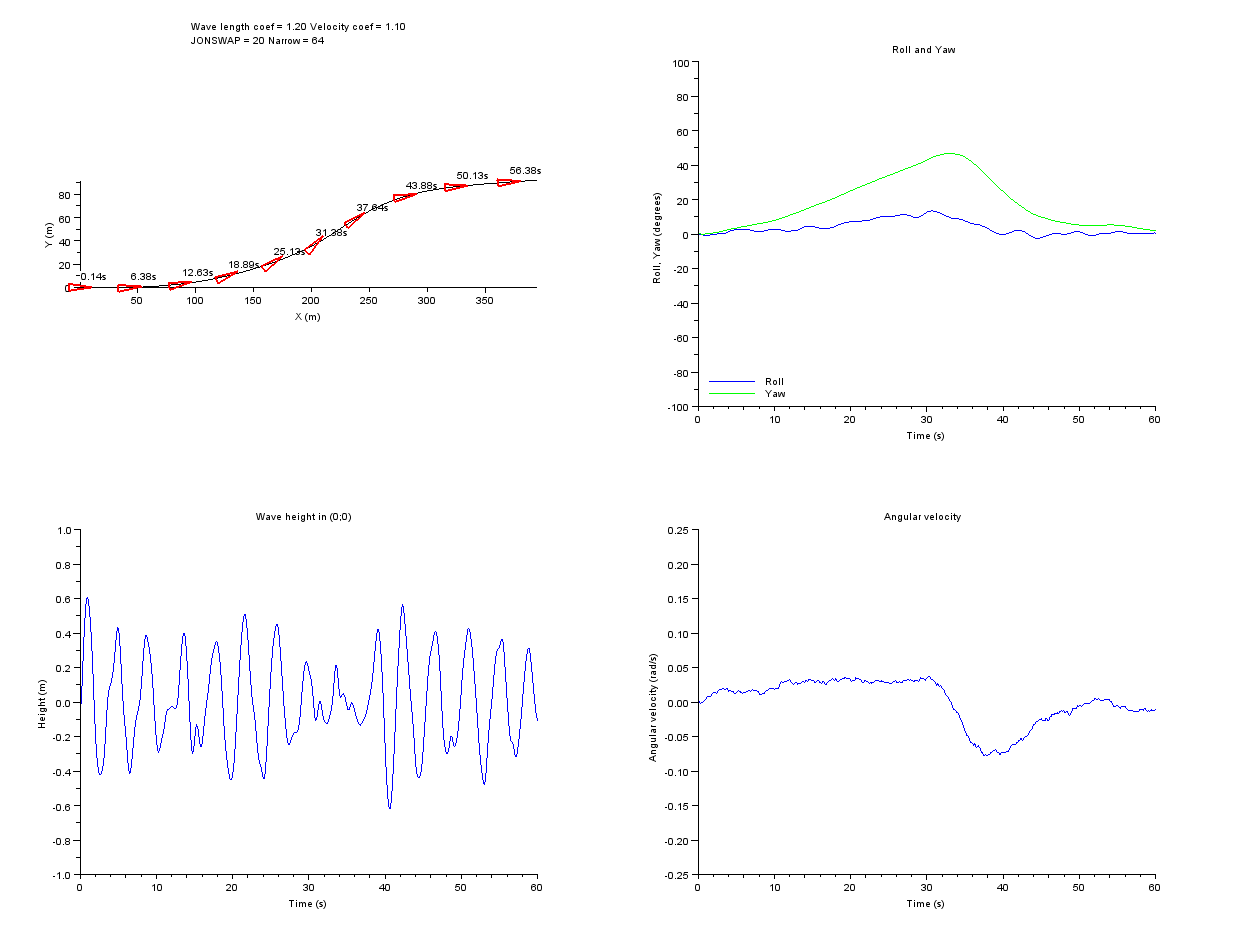 Wave length coef = 1.20 Velocity coef = 1.10
JONSWAP = 20 Narrow = 64
Y (m)
80
60
40
20
0
-0.14s
6.38s
12.63s
18.89s
25.13s
31.38s
37.64s
43.88s
50.13s
56.38s
50
100
150
200
250
300
350
X (m)
Roll and Yaw
Roll, Yaw (degrees)
100
80
60
40
20
0
-20
-40
-60
-80
-100
Roll
Yaw
0
10
20
30
40
50
60
Time (s)
Wave height in (0;0)
Height (m)
1.0
0.8
0.6
0.4
0.2
0.0
-0.2
-0.4
-0.6
-0.8
-1.0
0
10
20
30
40
50
60
Time (s)
Angular velocity
Angular velocity (rad/s)
0.25
0.20
0.15
0.10
0.05
0.00
-0.05
-0.10
-0.15
-0.20
-0.25
0
10
20
30
40
50
60
Time (s)